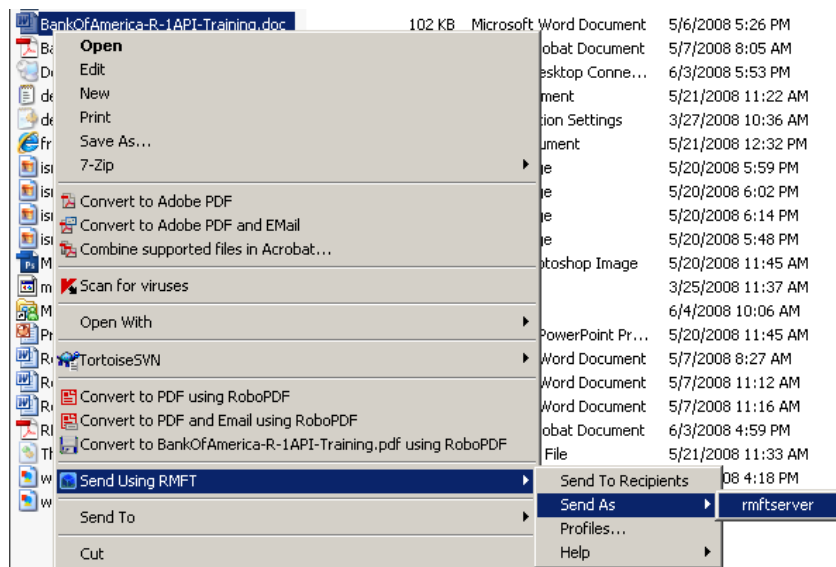 BankOfAmerica-R-1API-Training.doc 102 KB Microsoft Word Document 5/6/2008 5:26 PM
Open obat Document 5/7/2008 8:05 AM
Edit esktop Conne... 6/3/2008 5:53 PM
New ment 5/21/2008 11:22 AM
Print tion Settings 3/27/2008 10:36 AM
Save As... ument 5/21/2008 12:32 PM
7-Zip 5/20/2008 5:59 PM
5/20/2008 6:02 PM
Convert to Adobe PDF
Convert to Adobe PDF and EMail 5/20/2008 6:14 PM
Combine supported files in Acrobat... 5/20/2008 5:48 PM
otoshop Image 5/20/2008 11:45 AM
Scan for viruses 3/25/2008 11:37 AM
6/4/2008 10:06 AM
Open With
PowerPoint Pr... 5/20/2008 11:45 AM
TortoiseSVN Word Document 5/7/2008 8:27 AM
Word Document 5/7/2008 11:12 AM
Convert to PDF using RoboPDF
Convert to PDF and Email using RoboPDF Word Document 5/7/2008 11:16 AM
Convert to BankOfAmerica-R-1API-Training.pdf using RoboPDF obat Document 6/3/2008 4:59 PM
File 5/21/2008 11:33 AM
Send Using RMFT 08 4:18 PM
Send To Recipients
Send As rmftserver
Send To
Profiles...
Cut Help